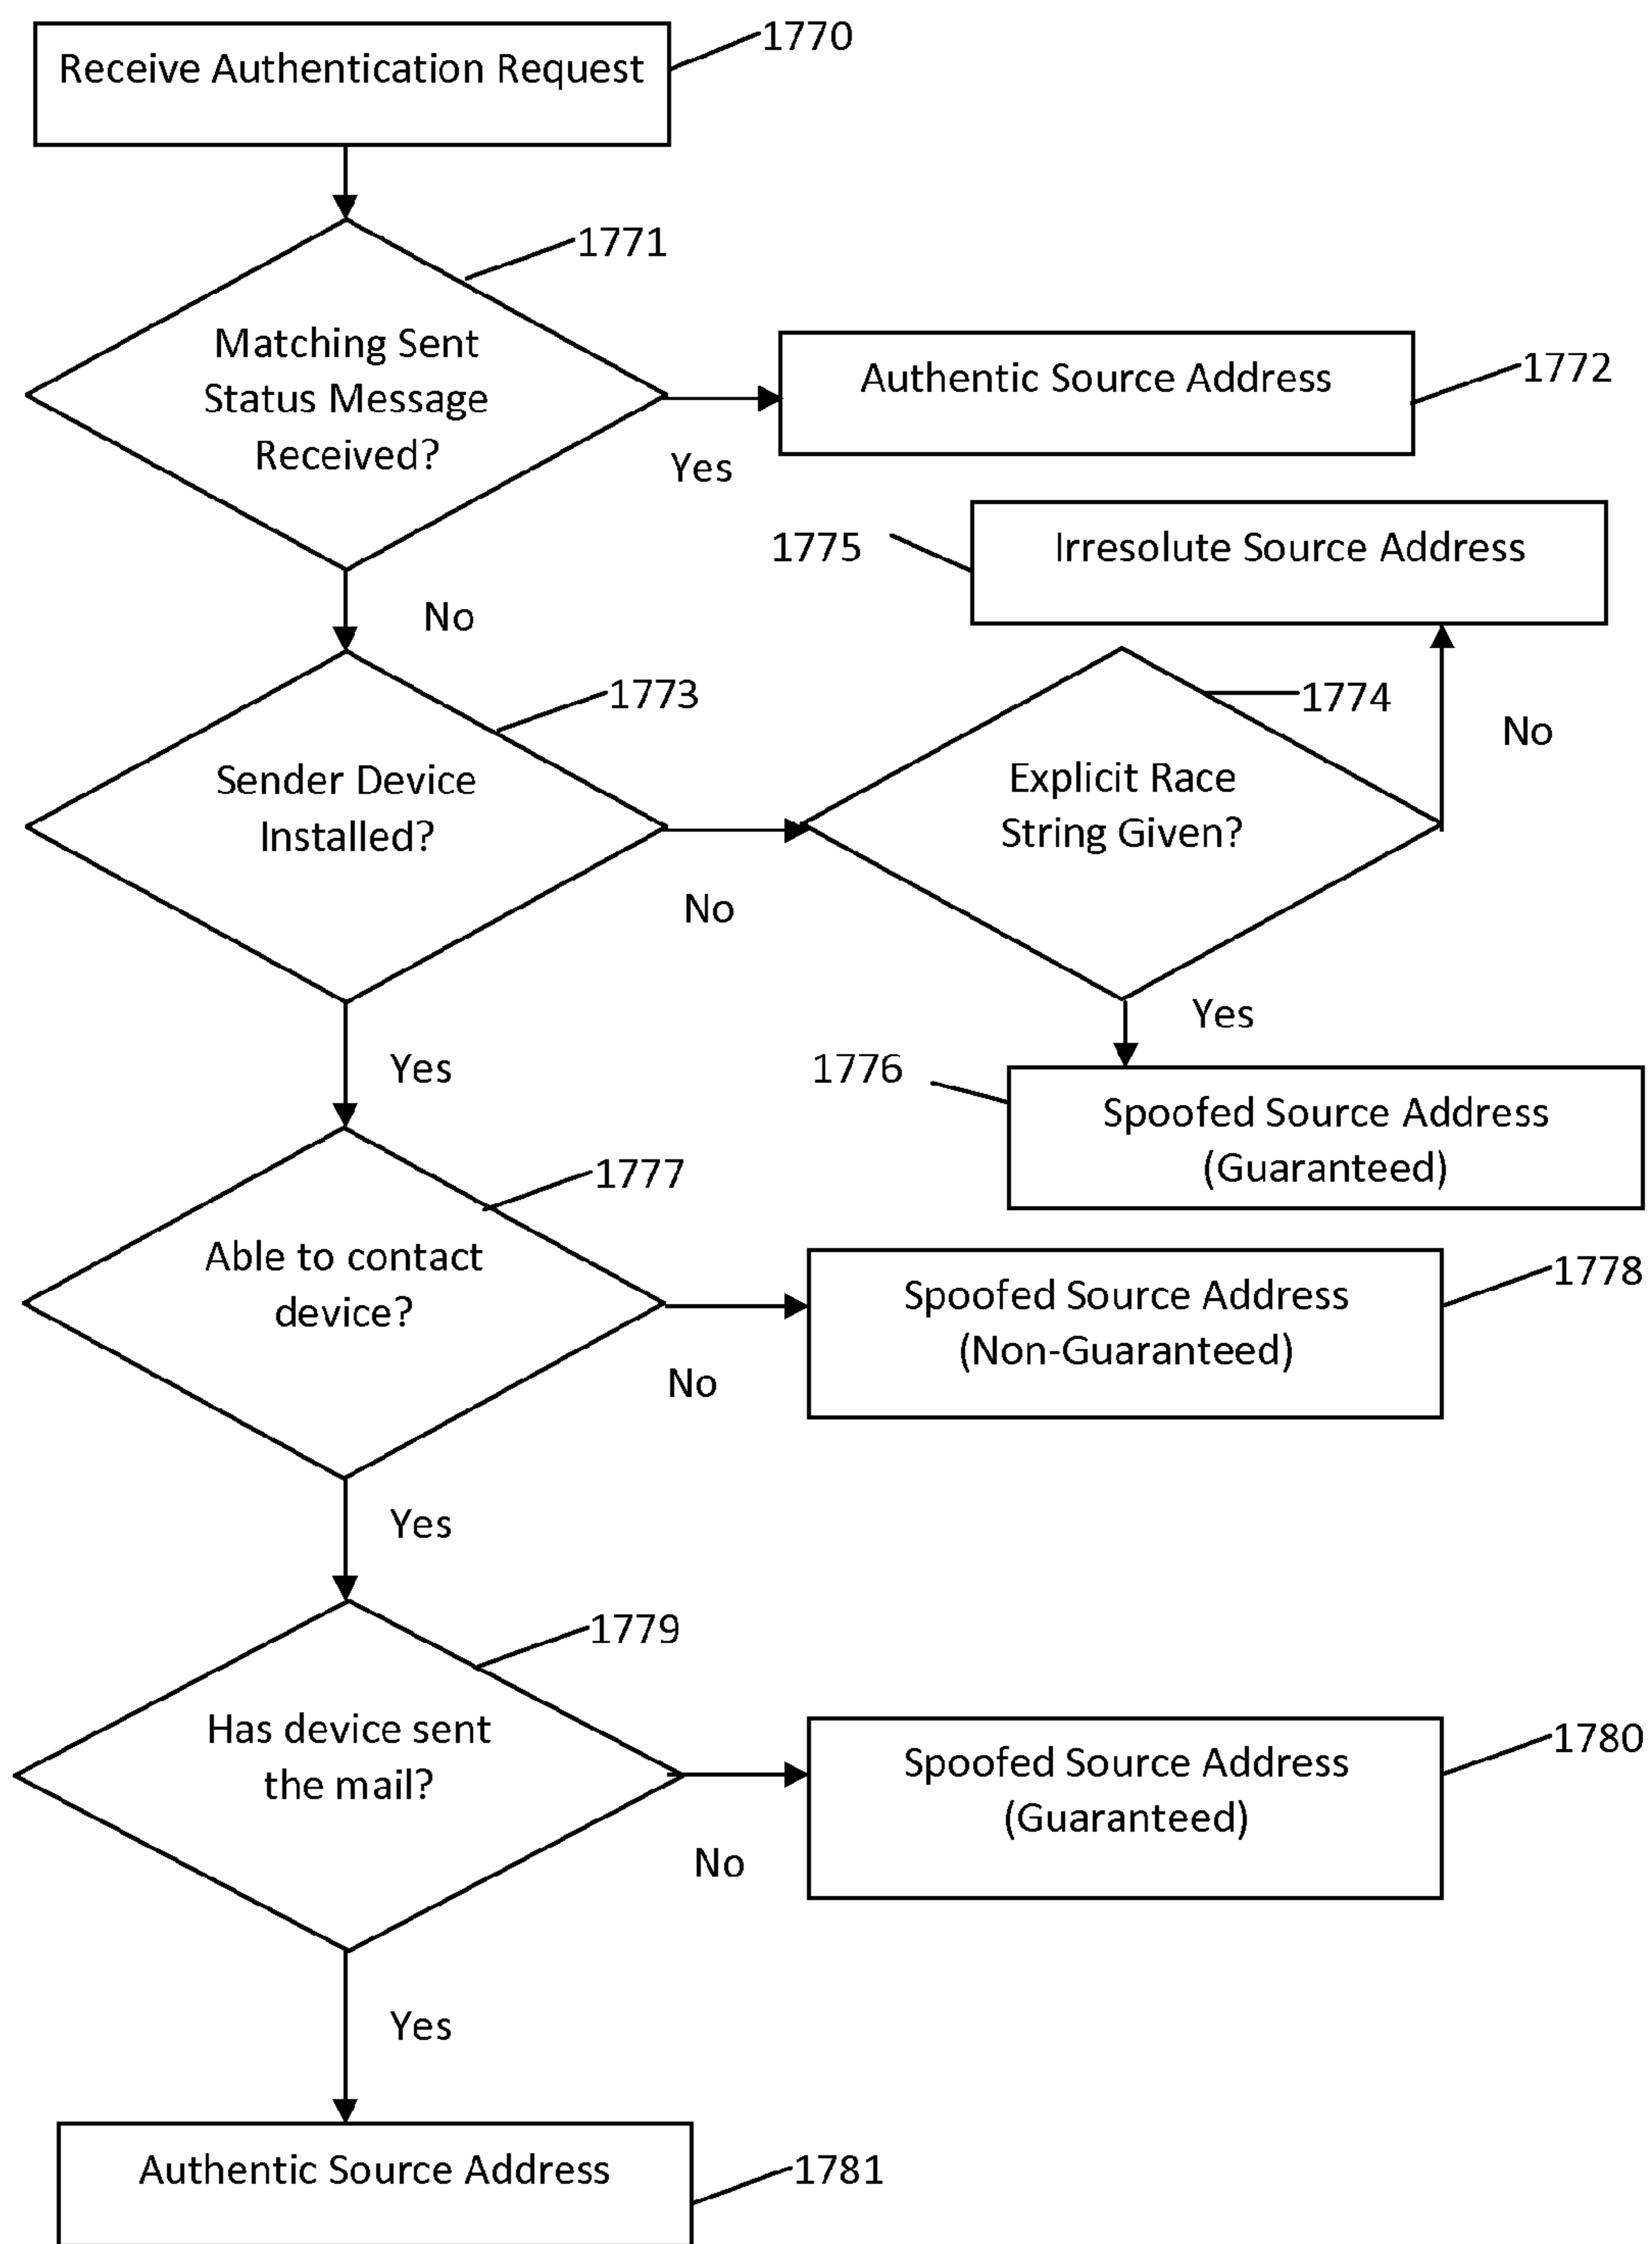 Receive Authentication Request
1770
1771
Matching Sent
Status Message
Received?
Yes
Authentic Source Address
1772
No
1775
Irresolute Source Address
1773
Sender Device
Installed?
No
1774
Explicit Race
String Given?
No
Yes
1776
Spoofed Source Address
(Guaranteed)
Yes
1777
Able to contact
device?
No
Spoofed Source Address
(Non-Guaranteed)
1778
Yes
1779
Has device sent
the mail?
No
Spoofed Source Address
(Guaranteed)
1780
Yes
Authentic Source Address
1781